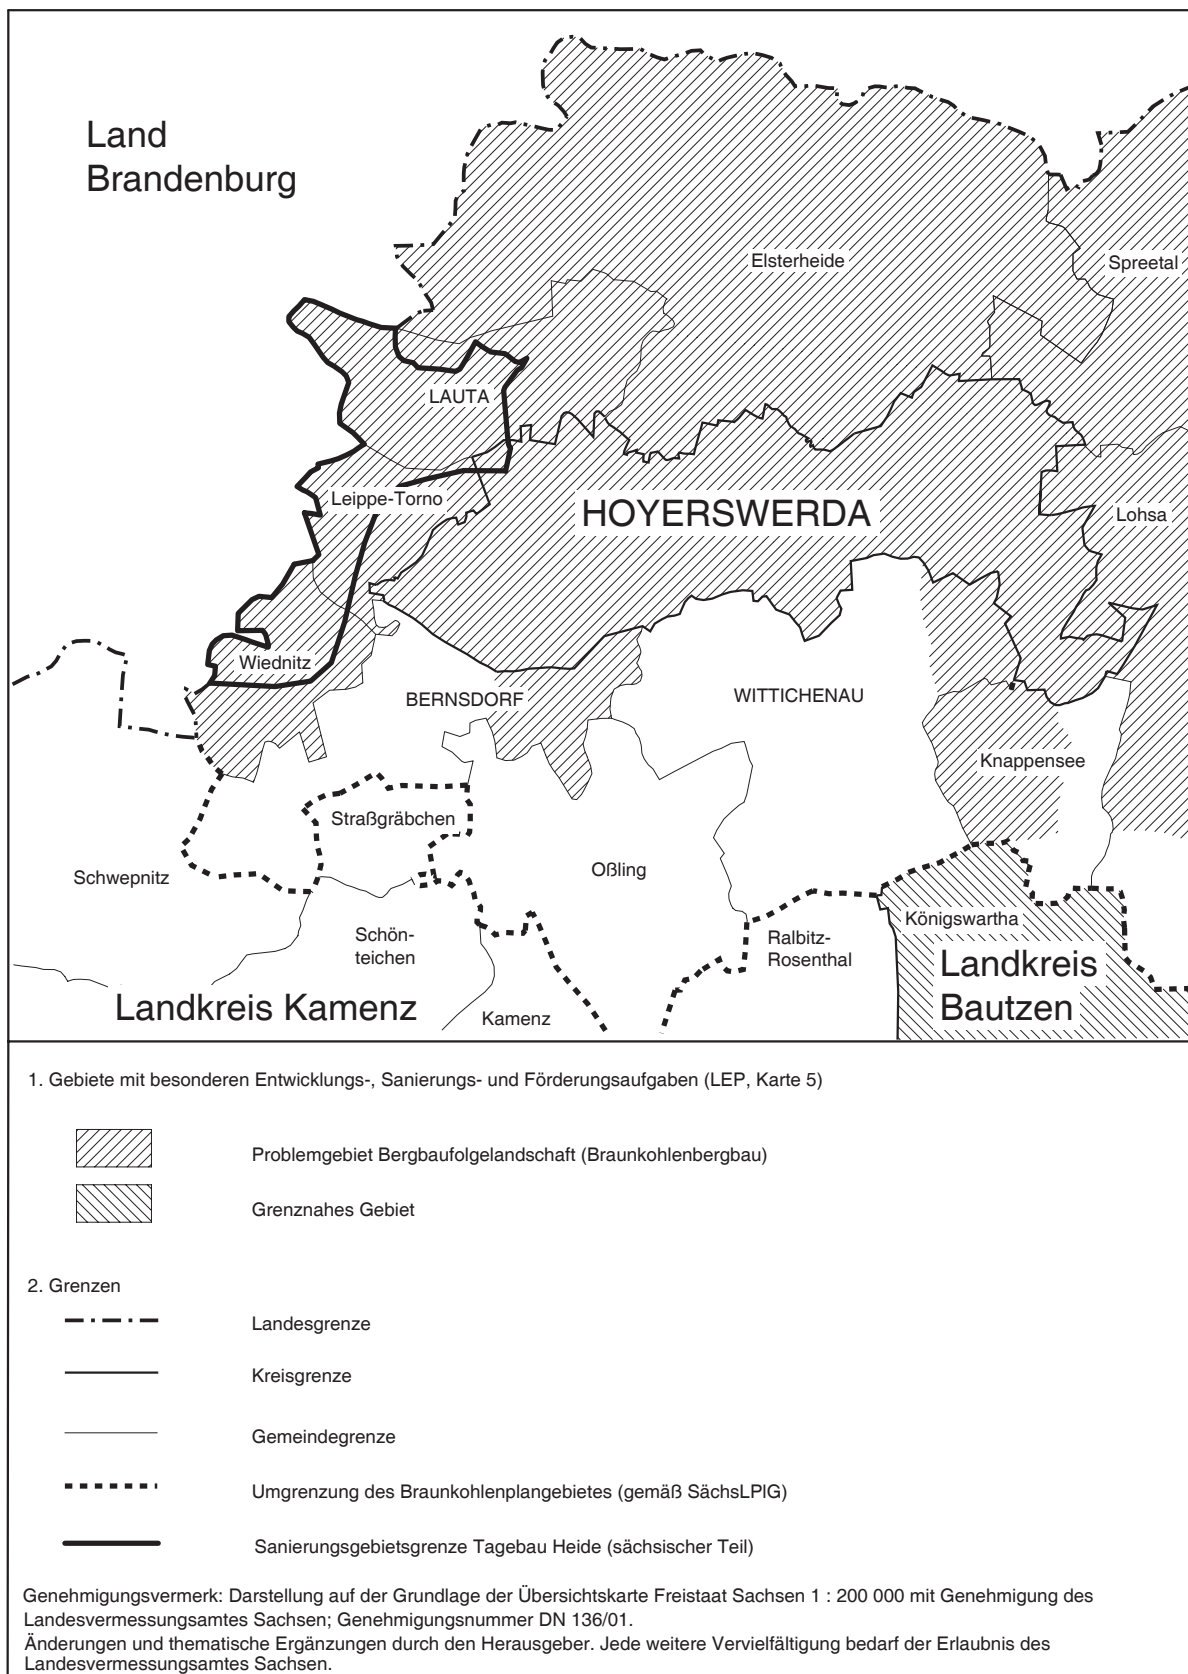 Land
Brandenburg
Elsterheide
Spreetal
LAUTA
Leippe-Torno
HOYERSWERDA
Lohsa
Wiednitz
BERNSDORF
WITTICHENAU
Knappensee
Straßgräbchen
Schwepnitz
Oßling
Königswartha
Schön-
teichen
Ralbitz-
Rosenthal
Landkreis
Bautzen
Landkreis Kamenz
Kamenz
1. Gebiete mit besonderen Entwicklungs-, Sanierungs- und Förderungsaufgaben (LEP, Karte 5)
Problemgebiet Bergbaufolgelandschaft (Braunkohlenbergbau)
Grenznahes Gebiet
2. Grenzen
Landesgrenze
Kreisgrenze
Gemeindegrenze
Umgrenzung des Braunkohlenplangebietes (gemäß SächsLPlG)
Sanierungsgebietsgrenze Tagebau Heide (sächsischer Teil)
Genehmigungsvermerk: Darstellung auf der Grundlage der Übersichtskarte Freistaat Sachsen 1 : 200 000 mit Genehmigung des
Landesvermessungsamtes Sachsen; Genehmigungsnummer DN 136/01.
Änderungen und thematische Ergänzungen durch den Herausgeber. Jede weitere Vervielfältigung bedarf der Erlaubnis des
Landesvermessungsamtes Sachsen.